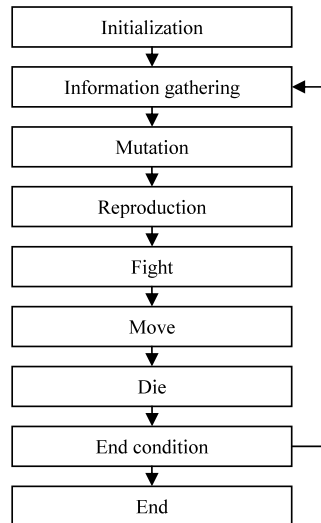 Initialization
Information gathering
Mutation
Reproduction
Fight
Move
Die
End condition
End